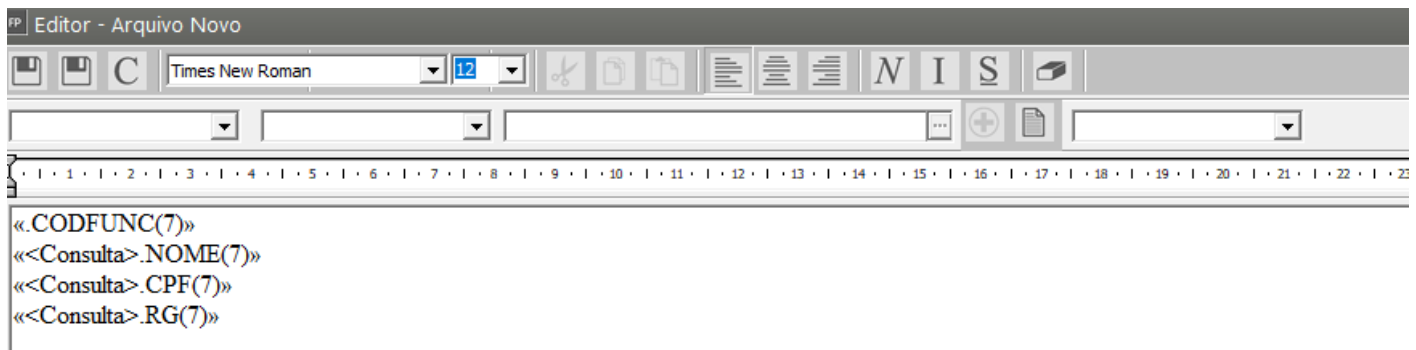 FP Editor - Arquivo Novo
C Times New Roman 12 N I S
...
1 2 3 4 5 6 7 8 9 10 11 12 13 14 15 16 17 18 19 20 21 22 23
«.CODFUNC(7)»
«<Consulta>.NOME(7)»
«<Consulta>.CPF(7)»
«<Consulta>.RG(7)»